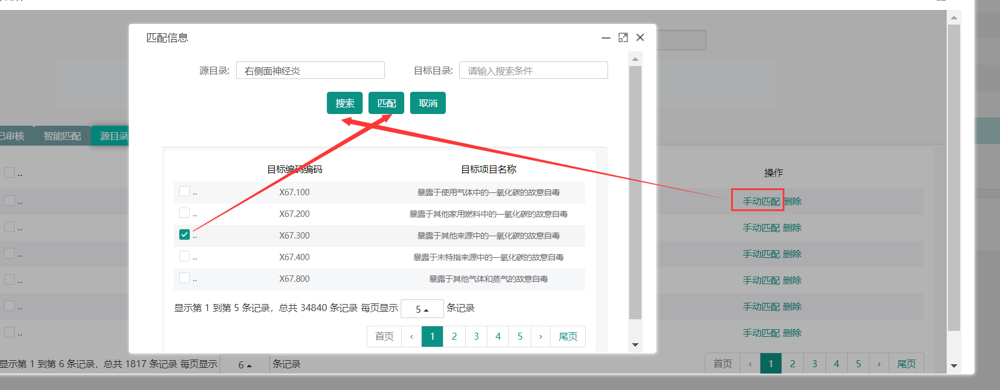 匹配信息
源目录: 右侧面神经炎 目标目录: 请输入搜索条件
搜索 匹配 取消
已审核 智能匹配 源目录
目标编码编码 目标项目名称
操作
.. X67.100 暴露于使用气体中的一氧化碳的故意自毒
.. X67.200 暴露于其他家用燃料中的一氧化碳的故意自毒
.. X67.300 暴露于其他来源中的一氧化碳的故意自毒
.. X67.400 暴露于未特指来源中的一氧化碳的故意自毒
.. X67.800 暴露于其他气体和蒸气的故意自毒
显示第 1 到第 5 条记录，总共 34840 条记录 每页显示 5 条记录
首页 ‹ 1 2 3 4 5 › 尾页
..
..
..
..
..
..
..
手动匹配 删除
手动匹配 删除
手动匹配 删除
手动匹配 删除
手动匹配 删除
手动匹配 删除
显示第 1 到第 6 条记录，总共 1817 条记录 每页显示 6 条记录
首页 ‹ 1 2 3 4 5 › 尾页